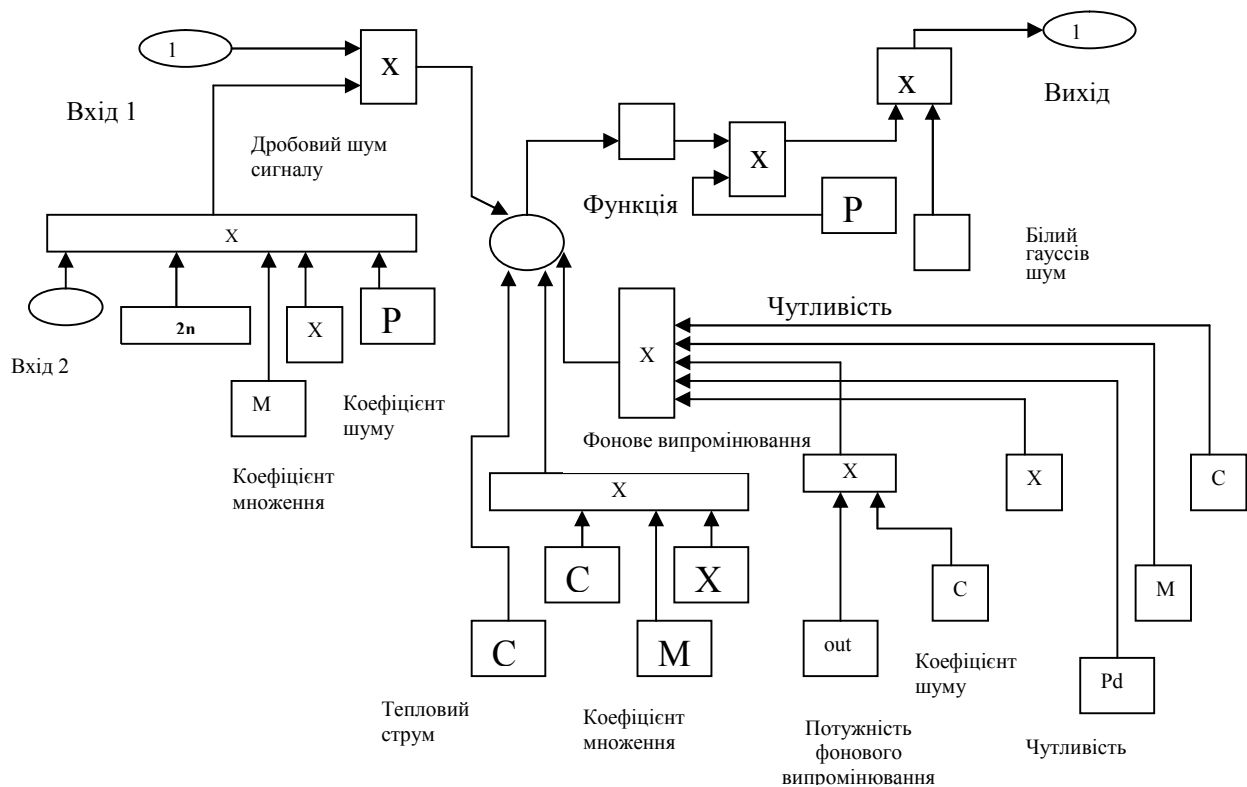 1
X
Вхід 1
Дробовий шум
сигналу
X
2n
X
P
Вхід 2
M
Коефіцієнт
шуму
Коефіцієнт
множення
X
1
Вихід
X
Функція
P
Білий
гауссів
шум
Чутливість
X
Фонове випромінювання
X
X
C
X
C
X
C
M
C
M
out
Коефіцієнт
шуму
Pd
Тепловий
струм
Коефіцієнт
множення
Потужність
фонового
випромінювання
Чутливість